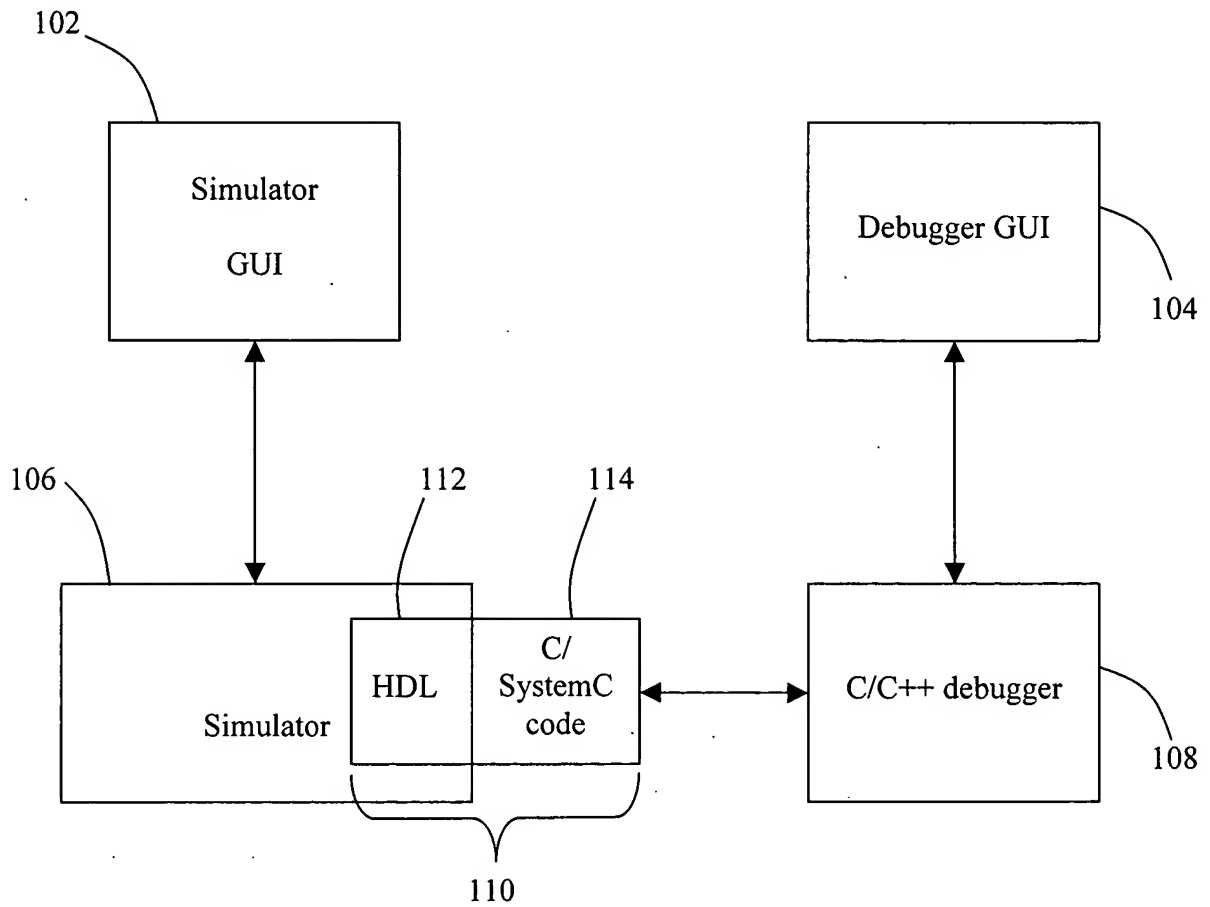 102
Simulator
GUI
Debugger GUI
104
106
112
114
HDL
C/
SystemC
code
Simulator
C/C++ debugger
108
110